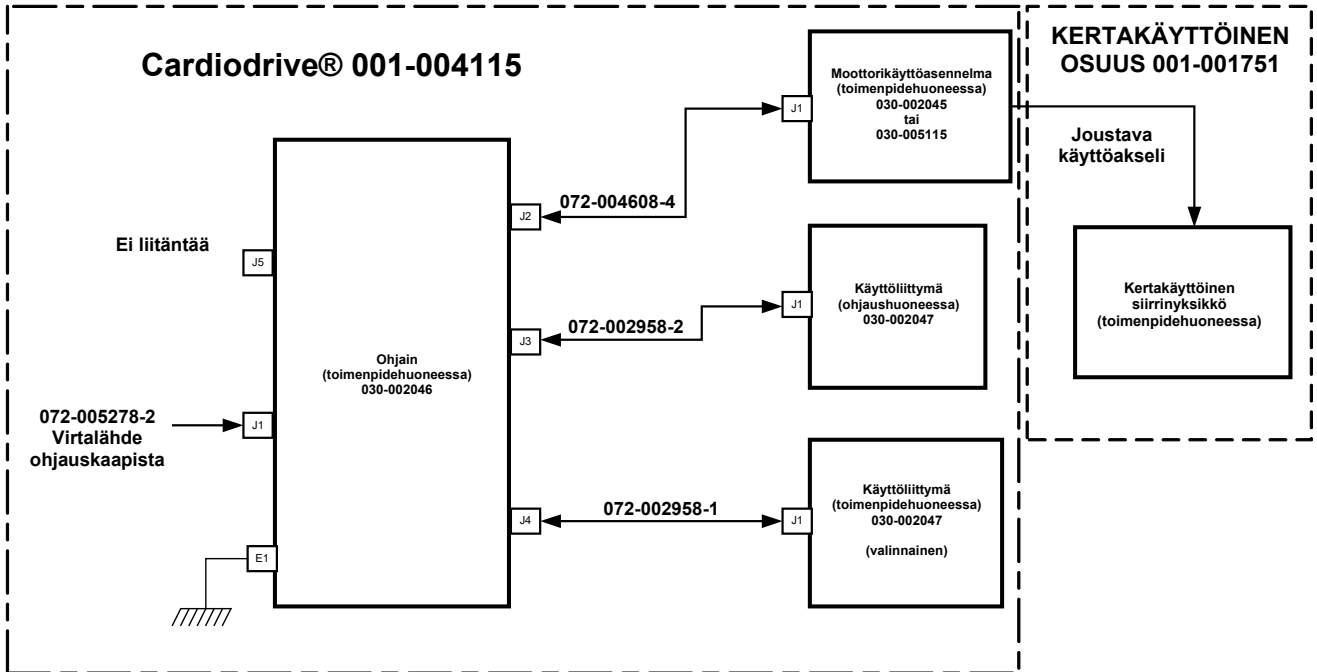 Cardiodrive® 001-004115
KERTAKÄYTTÖINEN
OSUUS 001-001751
Moottorikäyttöasennelma
(toimenpidehuoneessa)
030-002045
tai
030-005115
J1
Joustava
käyttöakseli
072-004608-4
J2
Ei liitäntää
J5
Käyttöliittymä
(ohjaushuoneessa)
030-002047
J1
Kertakäyttöinen
siirrinyksikkö
(toimenpidehuoneessa)
072-002958-2
J3
Ohjain
(toimenpidehuoneessa)
030-002046
072-005278-2
Virtalähde
ohjauskaapista
J1
Käyttöliittymä
(toimenpidehuoneessa)
030-002047
(valinnainen)
072-002958-1
J4
J1
E1